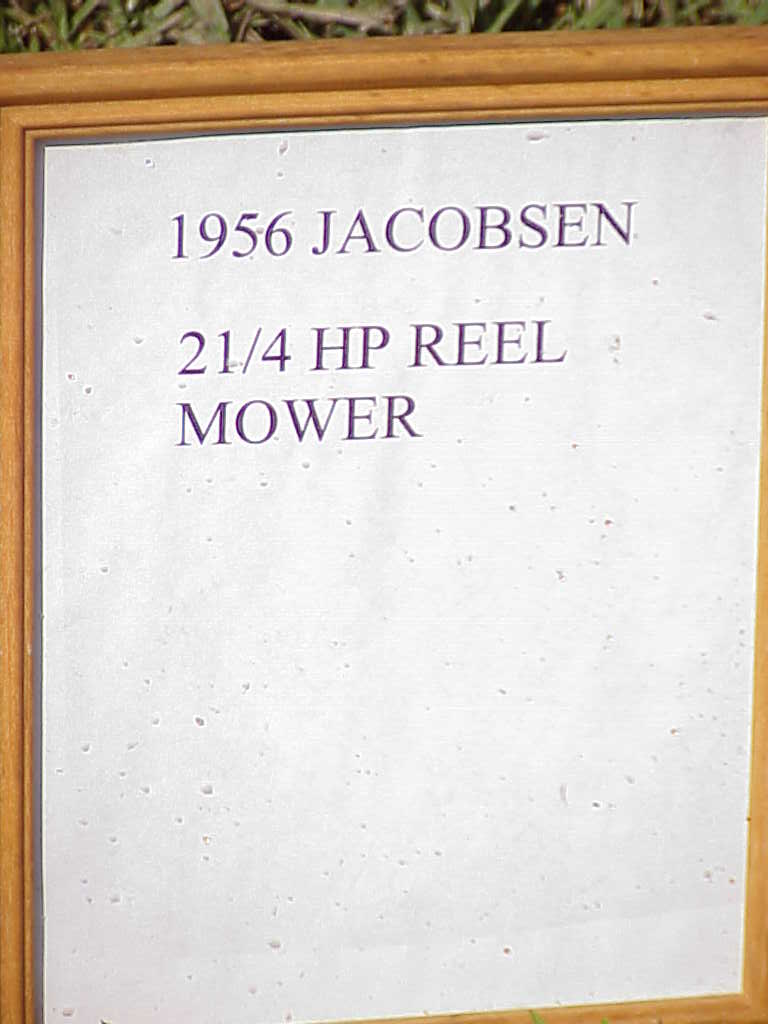 1956 JACOBSEN
21/4 HP REEL
MOWER